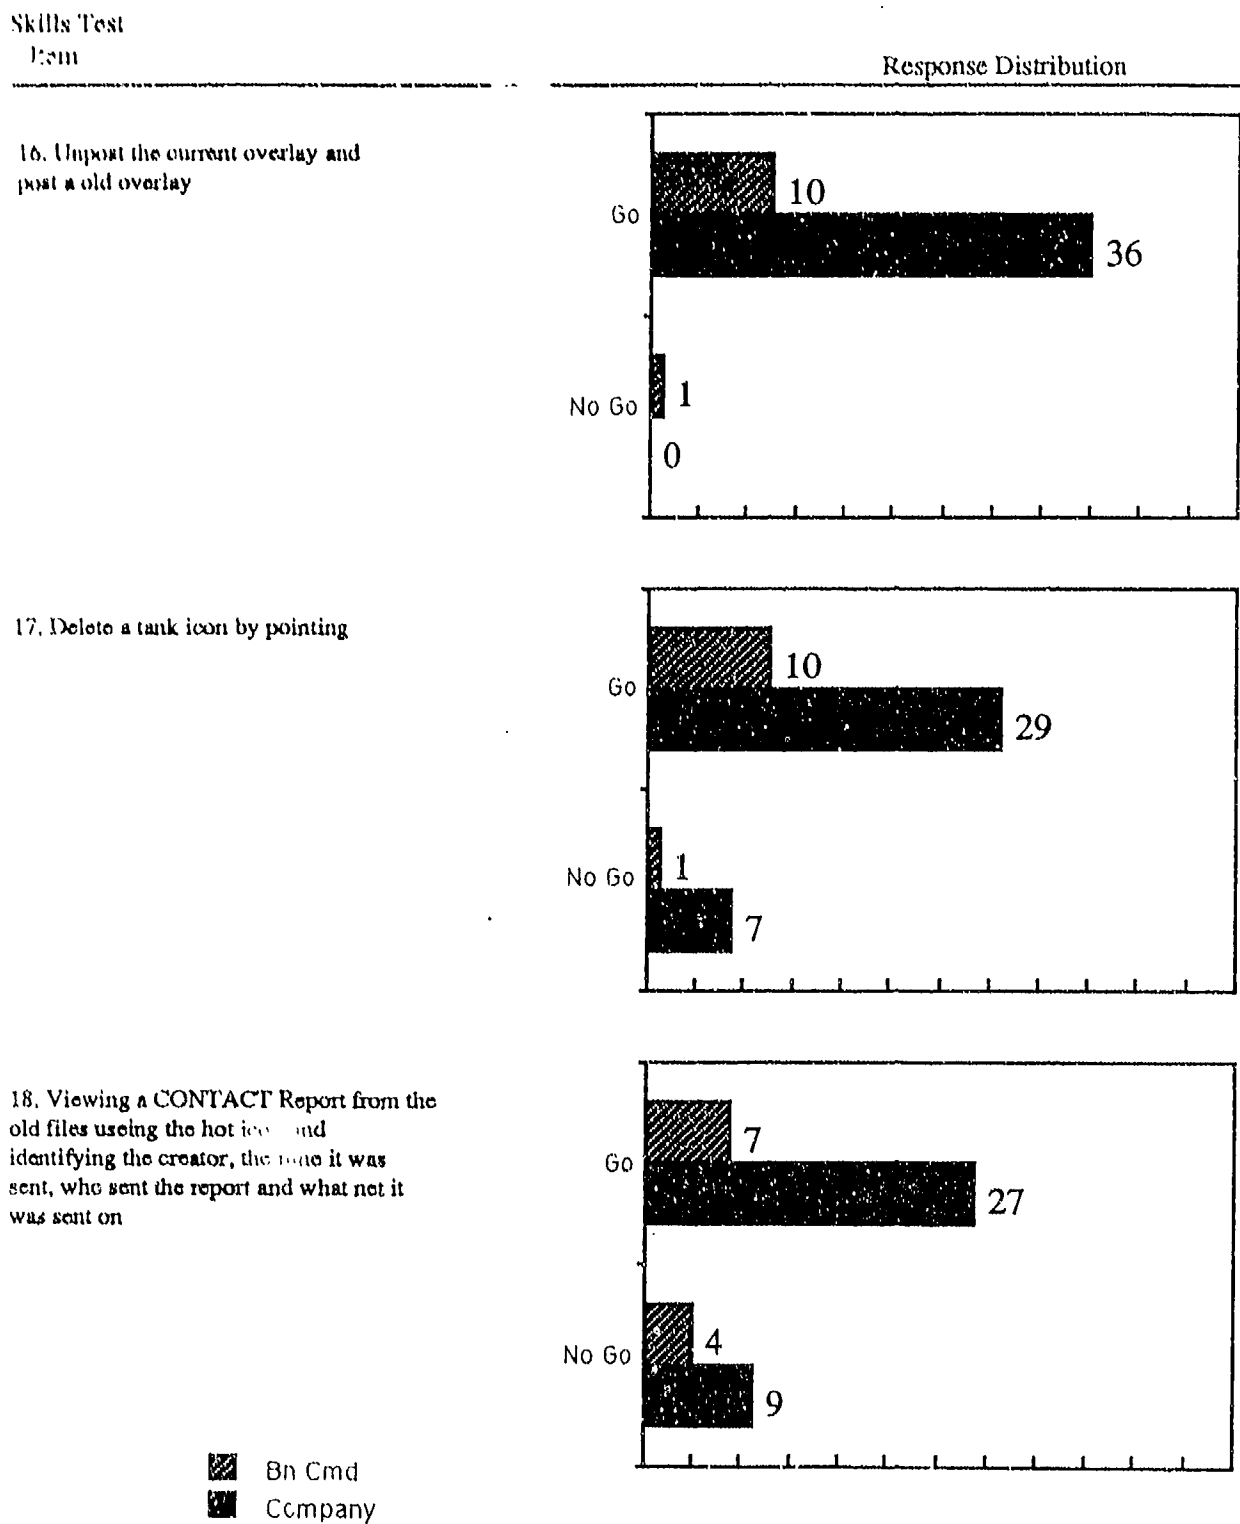 Skills Test
Item
Response Distribution
16. Unpost the current overlay and
post a old overlay
Go
10
36
No Go
1
0
17. Delete a tank icon by pointing
Go
10
29
No Go
1
7
18. Viewing a CONTACT Report from the
old files useing the hot and
identifying the creator, the it was
sent, who sent the report and what net it
was sent on
Go
7
27
No Go
4
9
Bn Cmd
Company